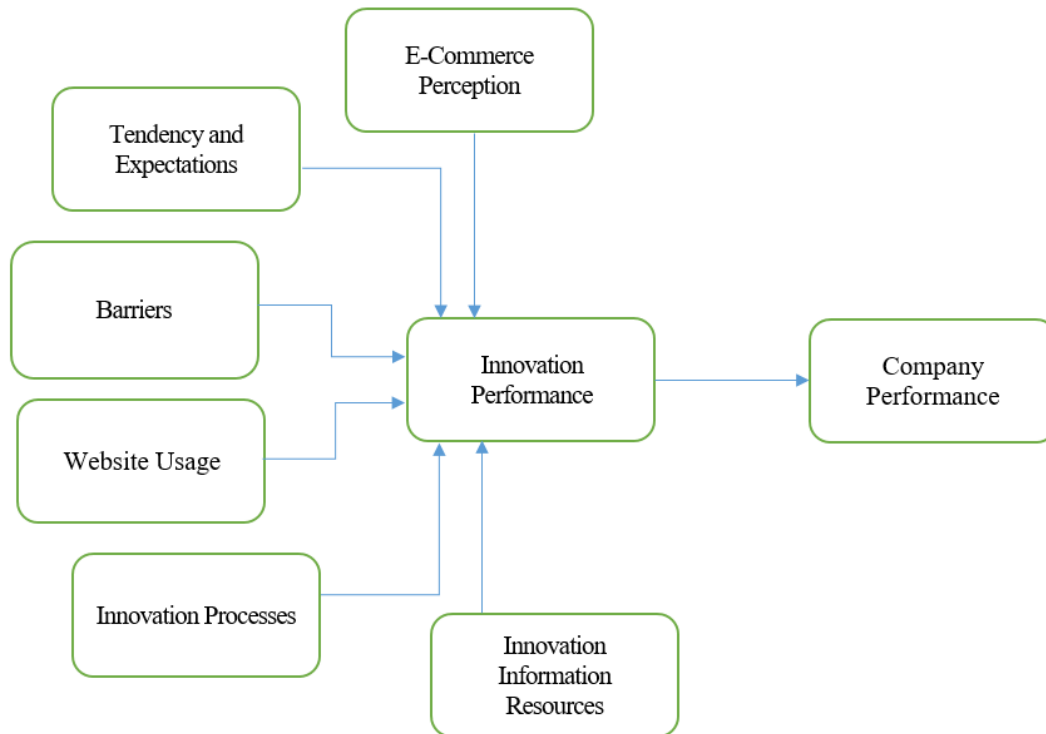 E-Commerce
Perception
Tendency and
Expectations
Barriers
Innovation
Performance
Company
Performance
Website Usage
Innovation Processes
Innovation
Information
Resources